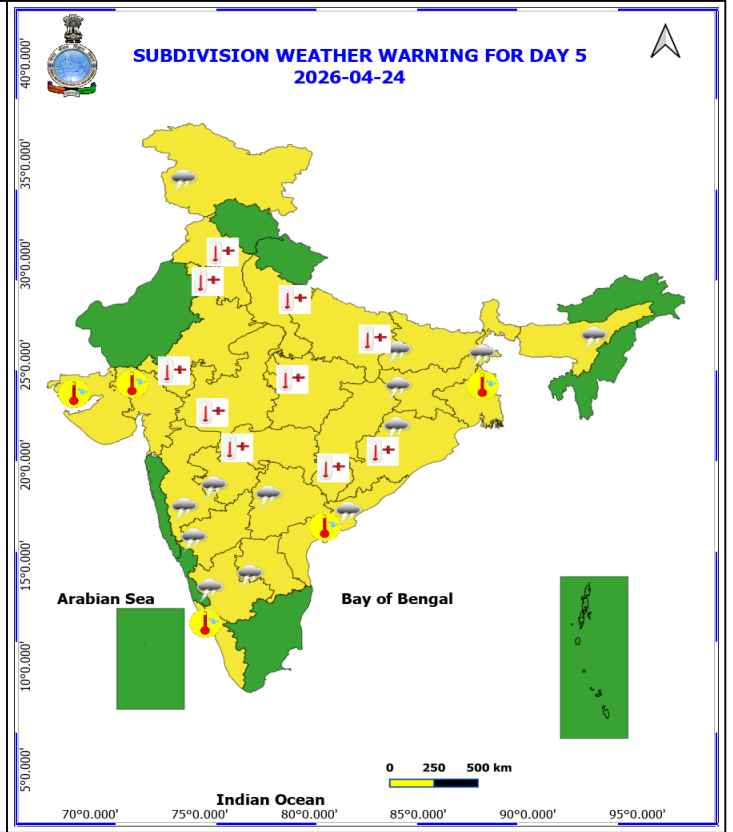 SUBDIVISION WEATHER WARNING FOR DAY 5
2026-04-24
40°0.000'
35°0.000'
30°0.000'
25°0.000'
20°0.000'
15°0.000'
Arabian Sea
Bay of Bengal
10°0.000'
5°0.000'
0 250 500 km
Indian Ocean
70°0.000' 75°0.000' 80°0.000' 85°0.000' 90°0.000' 95°0.000'